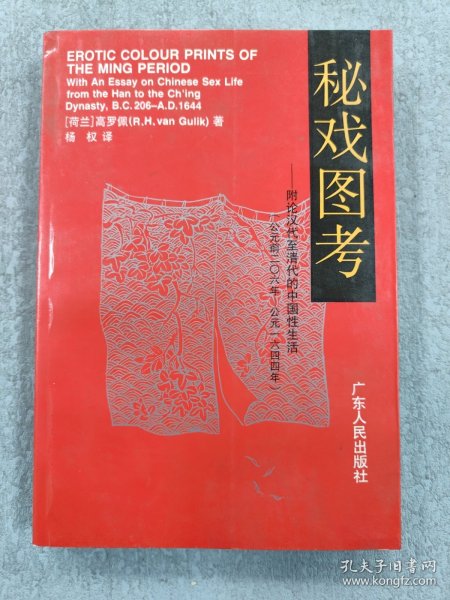 EROTIC COLOUR PRINTS OF
THE MING PERIOD
With An Essay on Chinese Sex Life
from the Han to the Ch'ing
Dynasty, B.C. 206—A.D.1644
[荷兰]高罗佩(R.H.van Gulik) 著
杨 权 译
秘戏图考
——附论汉代至清代的中国性生活
(公元前二〇六年—公元一六四四年)
广东人民出版社
孔夫子旧书网
www.kongfz.com